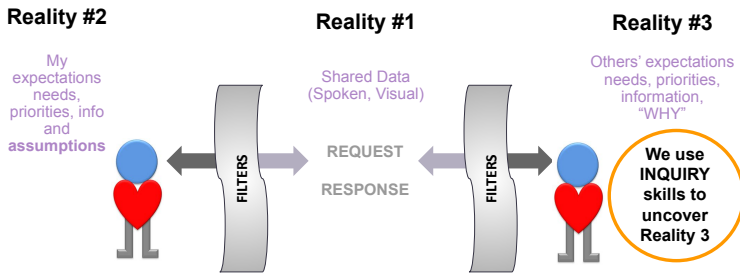 Reality #2
Reality #1
Reality #3
My
expectations
needs,
priorities, info
and
assumptions
Shared Data
(Spoken, Visual)
Others' expectations
needs, priorities,
information,
“WHY”
FILTERS
REQUEST
RESPONSE
FILTERS
We use
INQUIRY
skills to
uncover
Reality 3